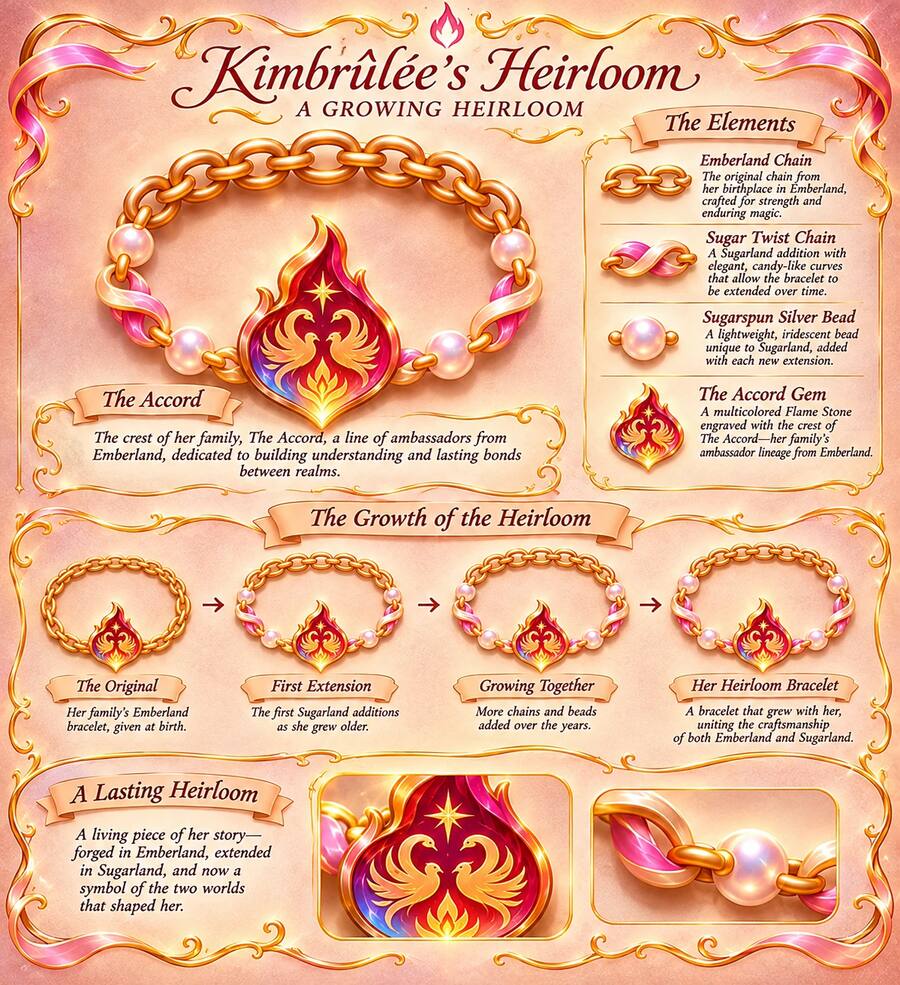 Kimbrûlée's Heirloom
A GROWING HEIRLOOM
The Elements
Emberland Chain
The original chain from
her birthplace in Emberland,
crafted for strength and
enduring magic.
Sugar Twist Chain
A Sugarland addition with
elegant, candy-like curves
that allow the bracelet to
be extended over time.
Sugarspun Silver Bead
A lightweight, iridescent bead
unique to Sugarland, added
with each new extension.
The Accord Gem
A multicolored Flame Stone
engraved with the crest of
The Accord—her family's
ambassador lineage from Emberland.
The Accord
The crest of her family, The Accord, a line of ambassadors from
Emberland, dedicated to building understanding and lasting bonds
between realms.
The Growth of the Heirloom
The Original
Her family's Emberland
bracelet, given at birth.
First Extension
The first Sugarland additions
as she grew older.
Growing Together
More chains and beads
added over the years.
Her Heirloom Bracelet
A bracelet that grew with her,
uniting the craftsmanship
of both Emberland and Sugarland.
A Lasting Heirloom
A living piece of her story—
forged in Emberland, extended
in Sugarland, and now a
symbol of the two worlds
that shaped her.